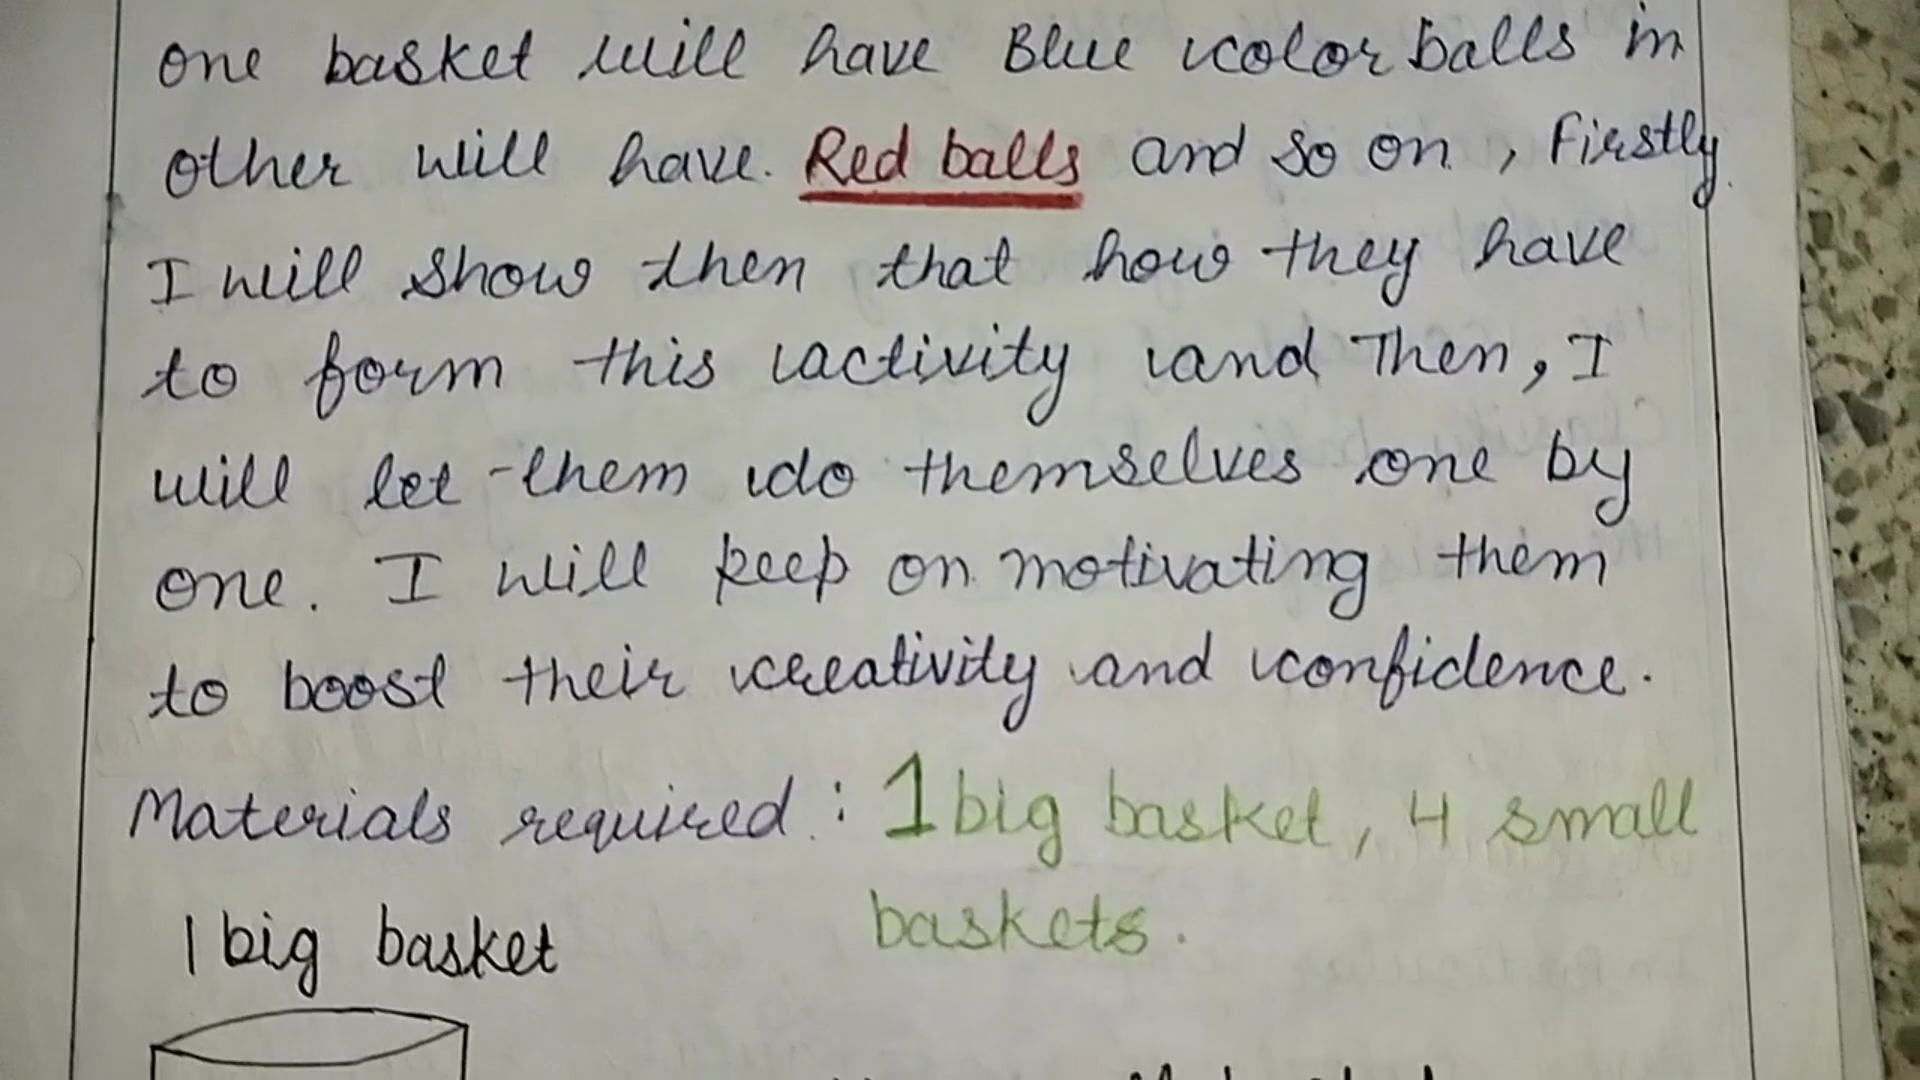 one basket will have Blue color balls in
other will have. Red balls and so on, Firstly
I will show then that how they have
to form this activity and Then, I
will let them do themselves one by
one. I will keep on motivating them
to boost their creativity and confidence.
Materials required : 1 big basket, 4 small
baskets.
1 big basket